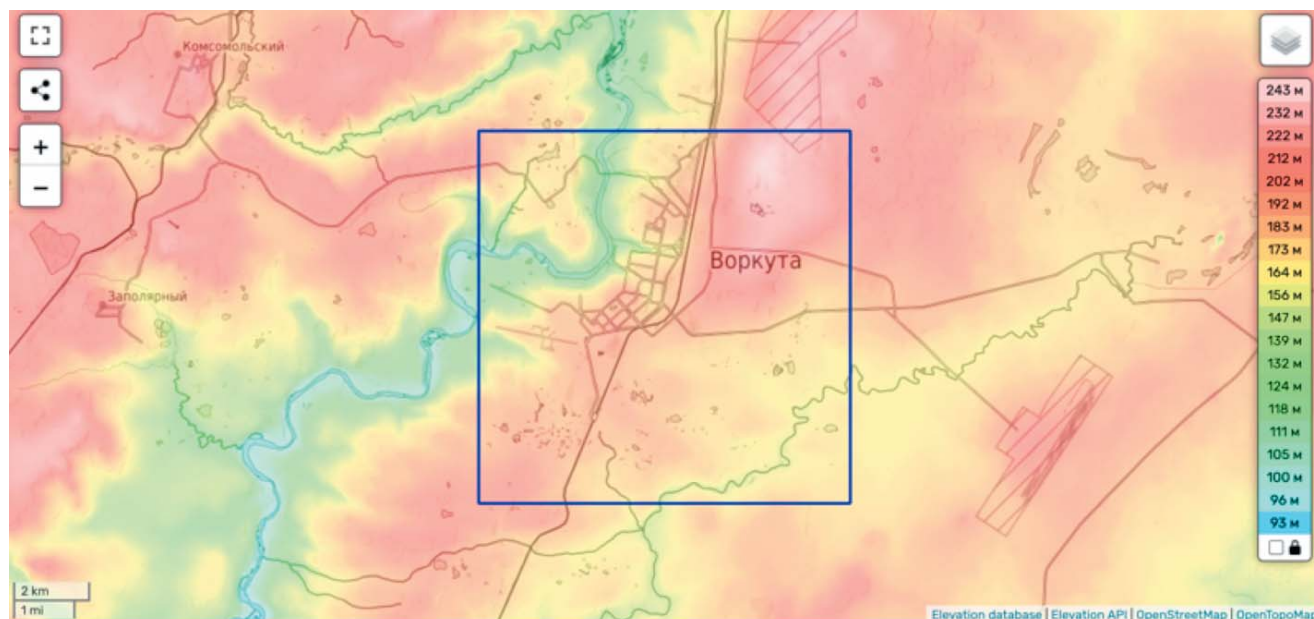 Комсомольский
+
−
Воркута
Заполярный
243 м
232 м
222 м
212 м
202 м
192 м
183 м
173 м
164 м
156 м
147 м
139 м
132 м
124 м
118 м
111 м
105 м
100 м
96 м
93 м
2 km
1 mi
Elevation database | Elevation API | OpenStreetMap | OpenTopoMap